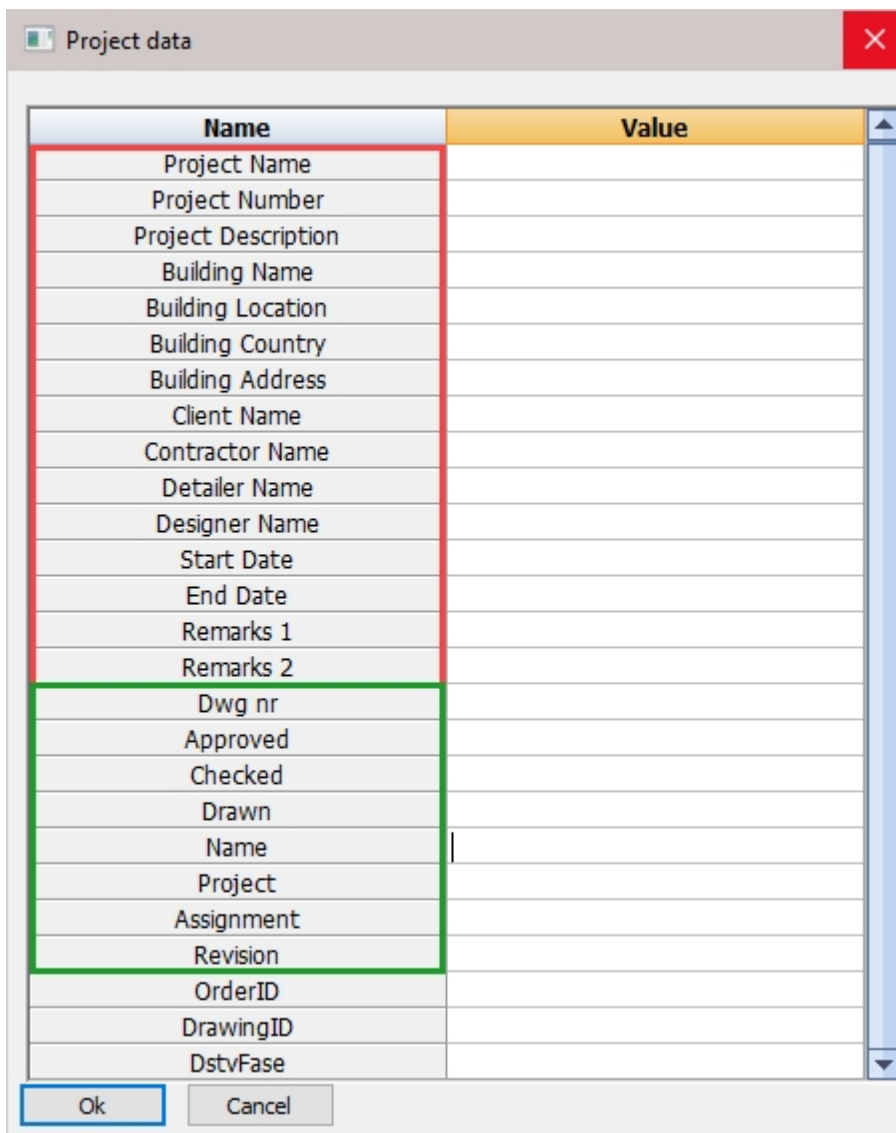 Project data
Name Value
Project Name
Project Number
Project Description
Building Name
Building Location
Building Country
Building Address
Client Name
Contractor Name
Detailer Name
Designer Name
Start Date
End Date
Remarks 1
Remarks 2
Dwg nr
Approved
Checked
Drawn
Name
Project
Assignment
Revision
OrderID
DrawingID
DstvFase
Ok Cancel